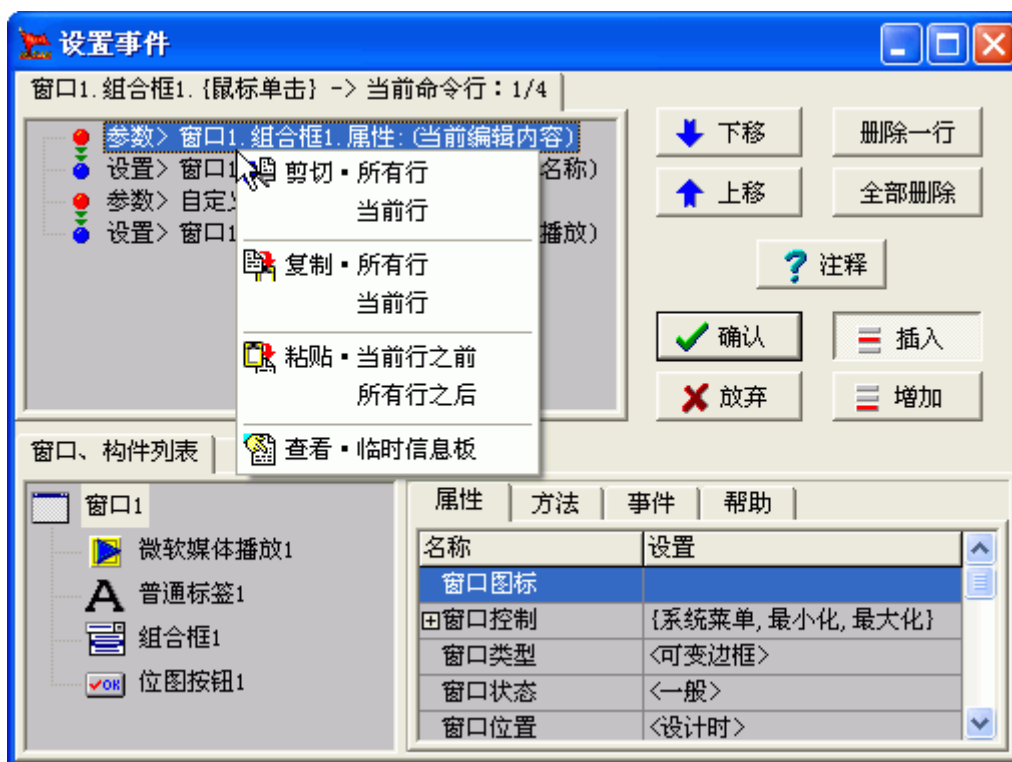 设置事件
窗口1.组合框1.{鼠标单击} -> 当前命令行：1/4
参数> 窗口1.组合框1.属性:(当前编辑内容)
设置> 窗口1 名称)
参数> 自定
设置> 窗口1 播放)
剪切▪所有行
当前行
复制▪所有行
当前行
粘贴▪当前行之前
所有行之后
查看▪临时信息板
下移 删除一行
上移 全部删除
? 注释
确认 插入
放弃 增加
窗口、构件列表
窗口1
微软媒体播放1
A 普通标签1
组合框1
OK 位图按钮1
属性 方法 事件 帮助
名称 设置
窗口图标
窗口控制 {系统菜单,最小化,最大化}
窗口类型 <可变边框>
窗口状态 <一般>
窗口位置 <设计时>